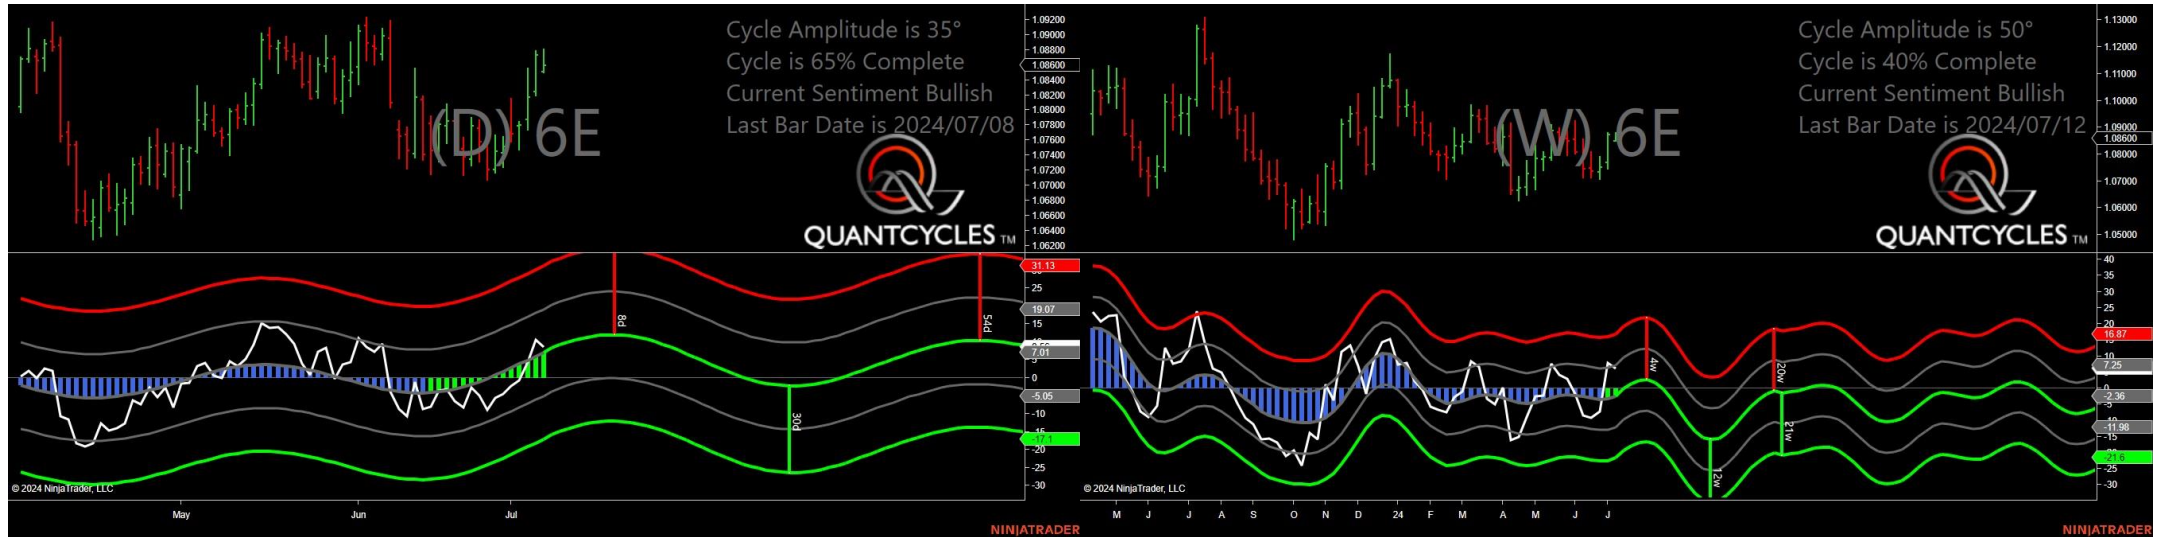 Cycle Amplitude is 35°
Cycle is 65% Complete
Current Sentiment Bullish
Last Bar Date is 2024/07/08
(D) 6E
QUANTCYCLES TM
1.09200
1.09000
1.08800
1.08600
1.08400
1.08200
1.08000
1.07800
1.07600
1.07400
1.07200
1.07000
1.06800
1.06600
1.06400
1.06200
31.13
25
19.07
15
7.01
0
-5.05
-10
-15
-17.1
-20
-25
-30
8d
54d
30d
© 2024 NinjaTrader, LLC
May
Jun
Jul
NINJATRADER
Cycle Amplitude is 50°
Cycle is 40% Complete
Current Sentiment Bullish
Last Bar Date is 2024/07/12
(W) 6E
QUANTCYCLES TM
1.13000
1.12000
1.11000
1.10000
1.09000
1.08600
1.08000
1.07000
1.06000
1.05000
40
35
30
25
20
16.87
10
7.25
0
-2.36
-5
-10
-11.98
-15
-21.6
-25
-30
4w
20w
21w
12w
© 2024 NinjaTrader, LLC
M
J
J
A
S
O
N
D
24
F
M
A
M
J
J
NINJATRADER